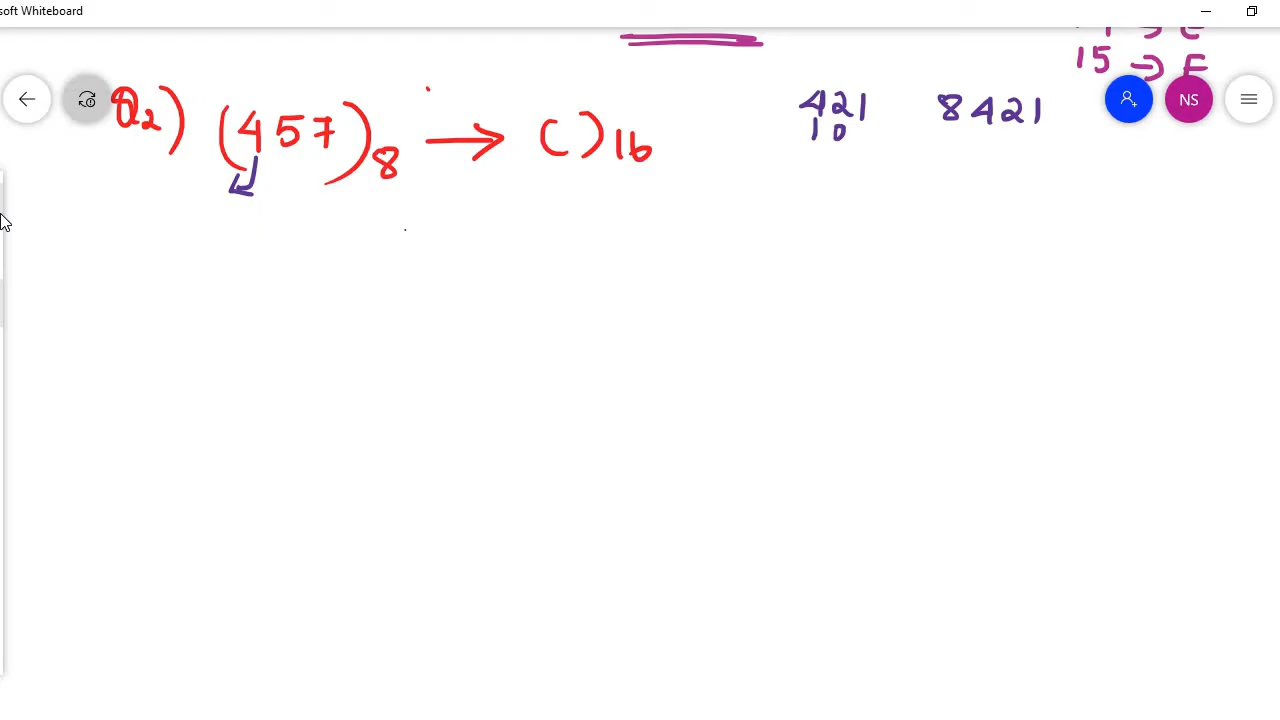 soft Whiteboard
15 → F
Q2) (457)8 → ( )16
421 8421
10
NS